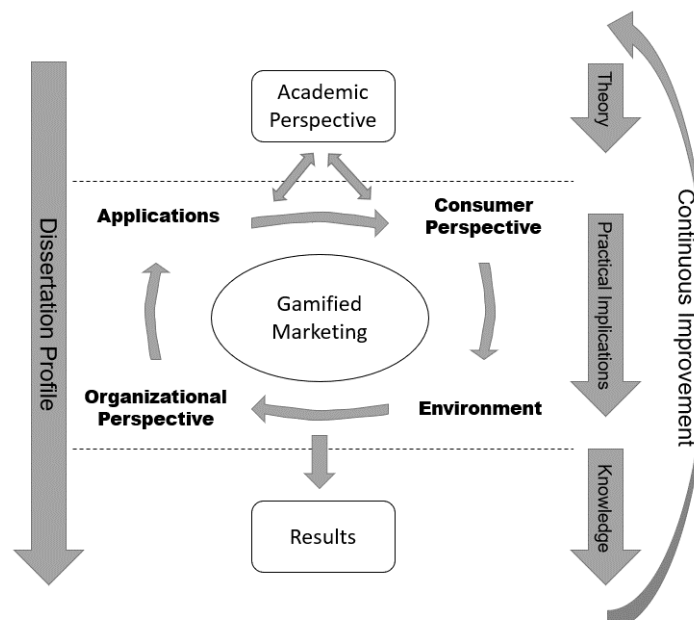 Academic
Perspective
Theory
Applications
Consumer
Perspective
Dissertation Profile
Gamified
Marketing
Practical Implications
Continuous Improvement
Organizational
Perspective
Environment
Knowledge
Results